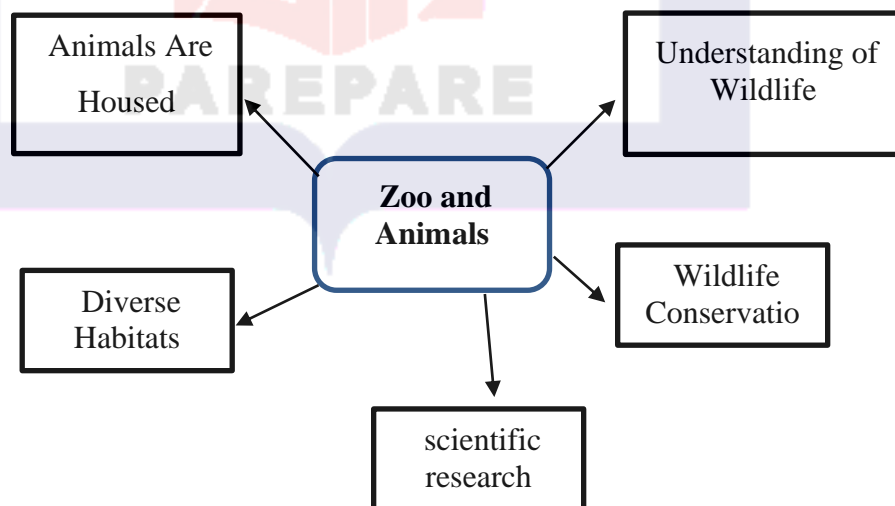 Animals Are
Housed
Understanding of
Wildlife
PAREPARE
Zoo and
Animals
Diverse
Habitats
Wildlife
Conservatio
scientific
research